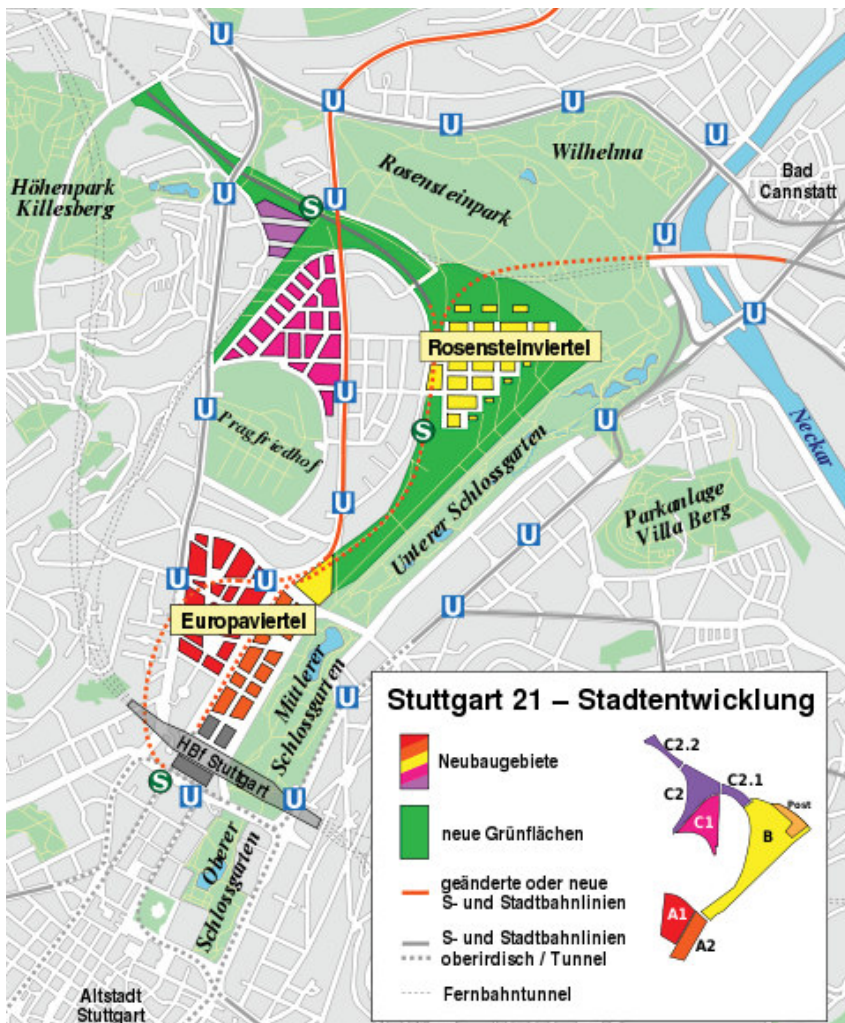 U
U
U
U
U
Wilhelma
Höhenpark
Killesberg
Rosensteinpark
Bad
Cannstatt
U
U
S
U
U
Rosensteinviertel
U
U
Pragfriedhof
S
U
Neckar
U
Unterer Schlossgarten
Parkanlage
Villa Berg
U
U
U
U
Europaviertel
Mittlerer
Schlossgarten
U
HBf Stuttgart
S
U
U
Oberer
Schlossgarten
Altstadt
Stuttgart
Stuttgart 21 – Stadtentwicklung
Neubaugebiete
neue Grünflächen
geänderte oder neue
S- und Stadtbahnlinien
S- und Stadtbahnlinien
oberirdisch / Tunnel
Fernbahntunnel
C2.2
C2.1
C2
C1
Post
B
A1
A2